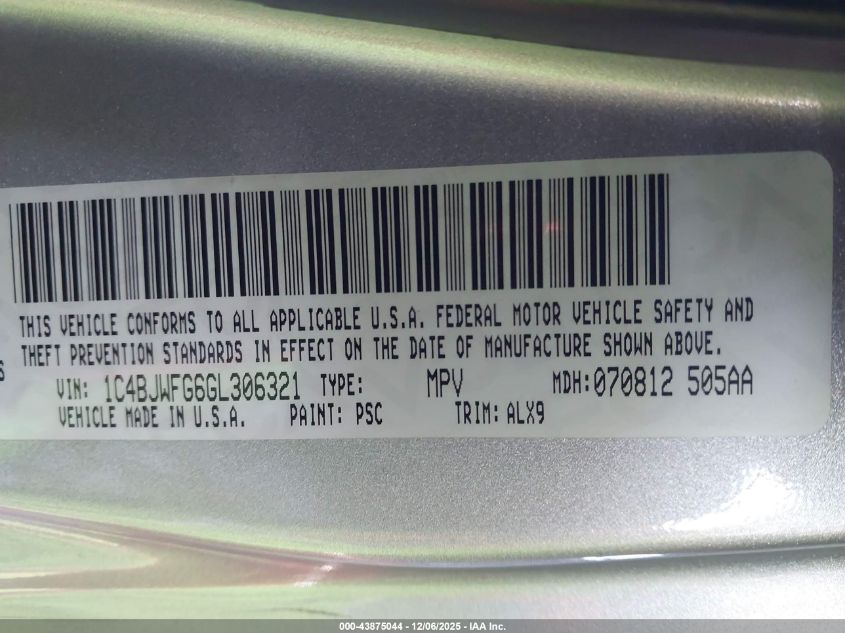 THIS VEHICLE CONFORMS TO ALL APPLICABLE U.S.A. FEDERAL MOTOR VEHICLE SAFETY AND
THEFT PREVENTION STANDARDS IN EFFECT ON THE DATE OF MANUFACTURE SHOWN ABOVE.
S
VIN: 1C4BJWFG6GL306321 TYPE: MPV MDH:070812 505AA
VEHICLE MADE IN U.S.A. PAINT: PSC TRIM: ALX9
000-43875044 - 12/06/2025 - IAA Inc.